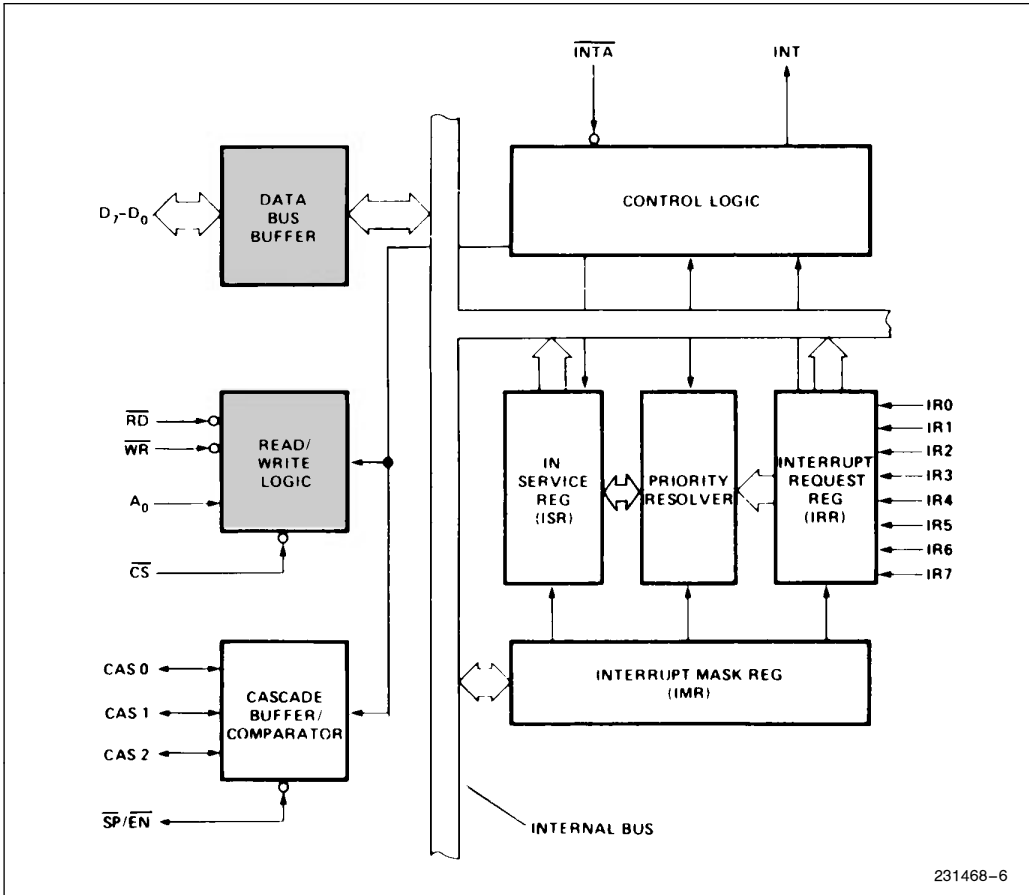 INTA
INT
DATA
BUS
BUFFER
D7-D0
CONTROL LOGIC
RD
WR
A0
CS
READ/
WRITE
LOGIC
IN
SERVICE
REG
(ISR)
PRIORITY
RESOLVER
INTERRUPT
REQUEST
REG
(IRR)
IR0
IR1
IR2
IR3
IR4
IR5
IR6
IR7
CAS 0
CAS 1
CAS 2
SP/EN
CASCADE
BUFFER/
COMPARATOR
INTERRUPT MASK REG
(IMR)
INTERNAL BUS
231468-6